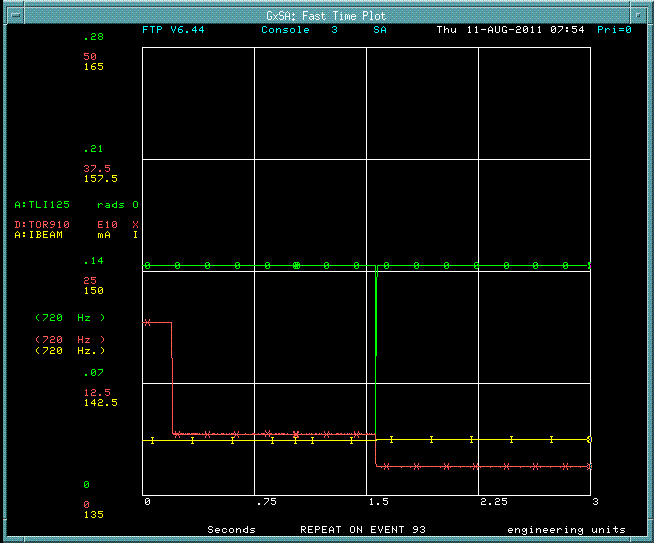 GxSA: Fast Time Plot
FTP V6.44 Console 3 SA Thu 11-AUG-2011 07:54 Pri=0
.28
50
165
.21
37.5
157.5
A:TLI125 rads O
D:TOR910 E10 X
A:IBEAM mA I
.14
25
150
(720 Hz )
(720 Hz )
(720 Hz.)
.07
12.5
142.5
0
0
135
0 .75 1.5 2.25 3
Seconds REPEAT ON EVENT 93 engineering units